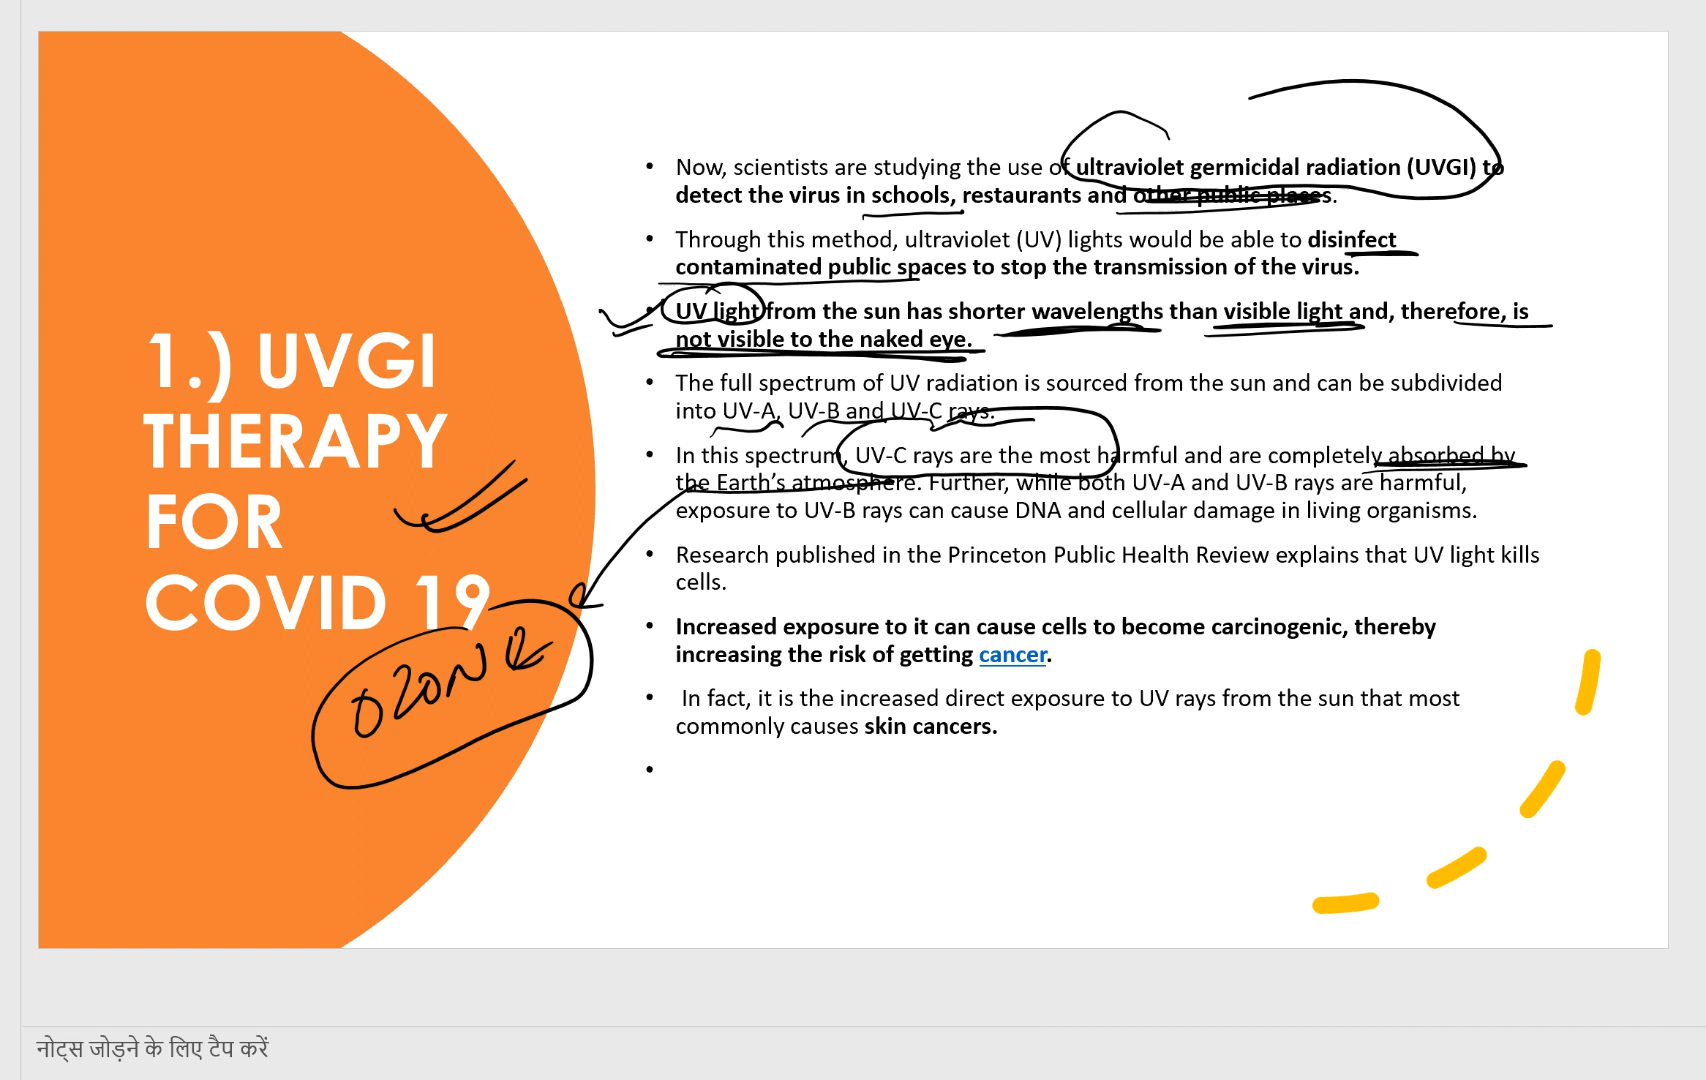 1.) UVGI
THERAPY
FOR
COVID 19
OZONE
• Now, scientists are studying the use of ultraviolet germicidal radiation (UVGI) to
detect the virus in schools, restaurants and other public places.
• Through this method, ultraviolet (UV) lights would be able to disinfect
contaminated public spaces to stop the transmission of the virus.
• UV light from the sun has shorter wavelengths than visible light and, therefore, is
not visible to the naked eye.
• The full spectrum of UV radiation is sourced from the sun and can be subdivided
into UV-A, UV-B and UV-C rays.
• In this spectrum, UV-C rays are the most harmful and are completely absorbed by
the Earth’s atmosphere. Further, while both UV-A and UV-B rays are harmful,
exposure to UV-B rays can cause DNA and cellular damage in living organisms.
• Research published in the Princeton Public Health Review explains that UV light kills
cells.
• Increased exposure to it can cause cells to become carcinogenic, thereby
increasing the risk of getting cancer.
• In fact, it is the increased direct exposure to UV rays from the sun that most
commonly causes skin cancers.
•
नोट्स जोड़ने के लिए टैप करें